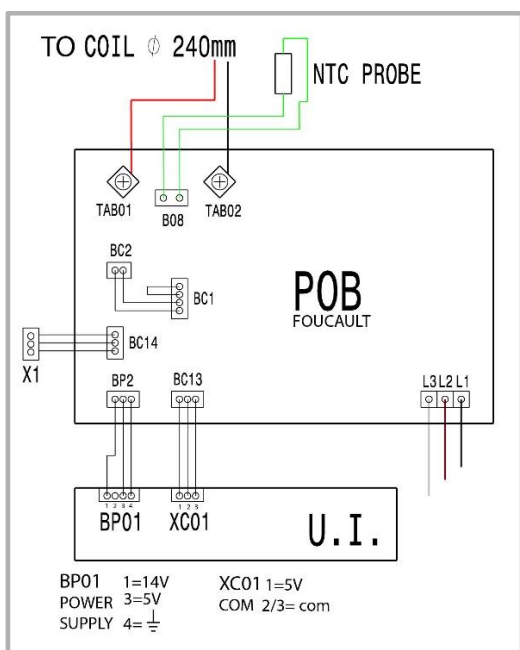 TO COIL ⌀ 240mm
NTC PROBE
TAB01
B08
TAB02
BC2
BC1
POB
FOUCAULT
BC14
X1
BP2
BC13
L3 L2 L1
1 2 3 4
1 2 3
BP01
XC01
U.I.
BP01 1=14V
POWER 3=5V
SUPPLY 4=⏚
XC01 1=5V
COM 2/3= com